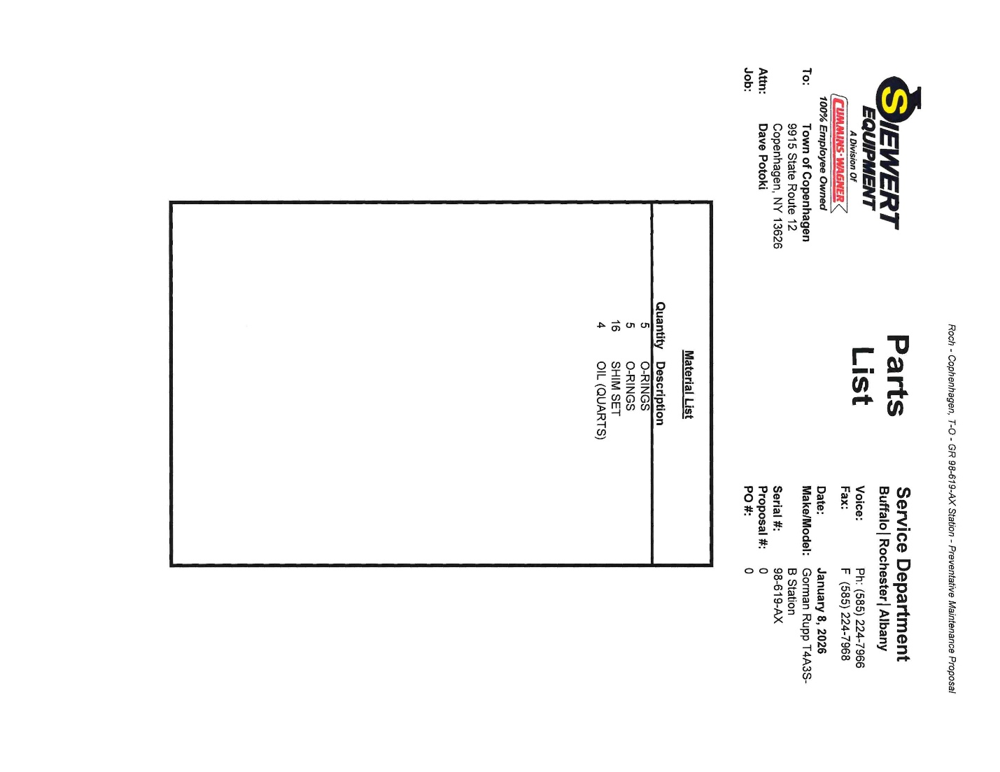 Roch - Cophenhagen, T-O - GR 98-619-AX Station - Preventative Maintenance Proposal
SIEWERT
EQUIPMENT
A Division Of
CUMMINS-WAGNER
100% Employee Owned
Parts
List
Service Department
Buffalo | Rochester | Albany
Voice: Ph: (585) 224-7966
Fax: F (585) 224-7968
To: Town of Copenhagen
9915 State Route 12
Copenhagen, NY 13626
Attn: Dave Potoki
Job:
Date: January 8, 2026
Make/Model: Gorman Rupp T4A3S-
B Station
Serial #: 98-619-AX
Proposal #: 0
PO #: 0
Material List
Quantity Description
5 O-RINGS
5 O-RINGS
16 SHIM SET
4 OIL (QUARTS)